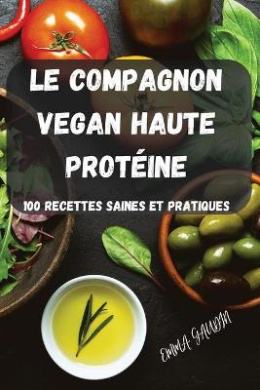 LE COMPAGNON
VEGAN HAUTE
PROTÉINE
100 RECETTES SAINES ET PRATIQUES
EMMA GAUDIN